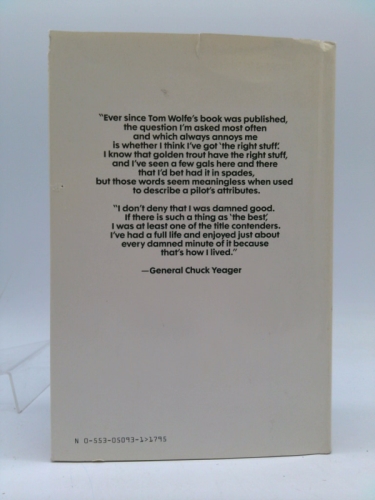 "Ever since Tom Wolfe's book was published,
the question I'm asked most often
and which always annoys me
is whether I think I've got 'the right stuff.'
I know that golden trout have the right stuff,
and I've seen a few gals here and there
that I'd bet had it in spades,
but those words seem meaningless when used
to describe a pilot's attributes.
"I don't deny that I was damned good.
If there is such a thing as 'the best,'
I was at least one of the title contenders.
I've had a full life and enjoyed just about
every damned minute of it because
that's how I lived."
—General Chuck Yeager
N 0-553-05093-1>1795